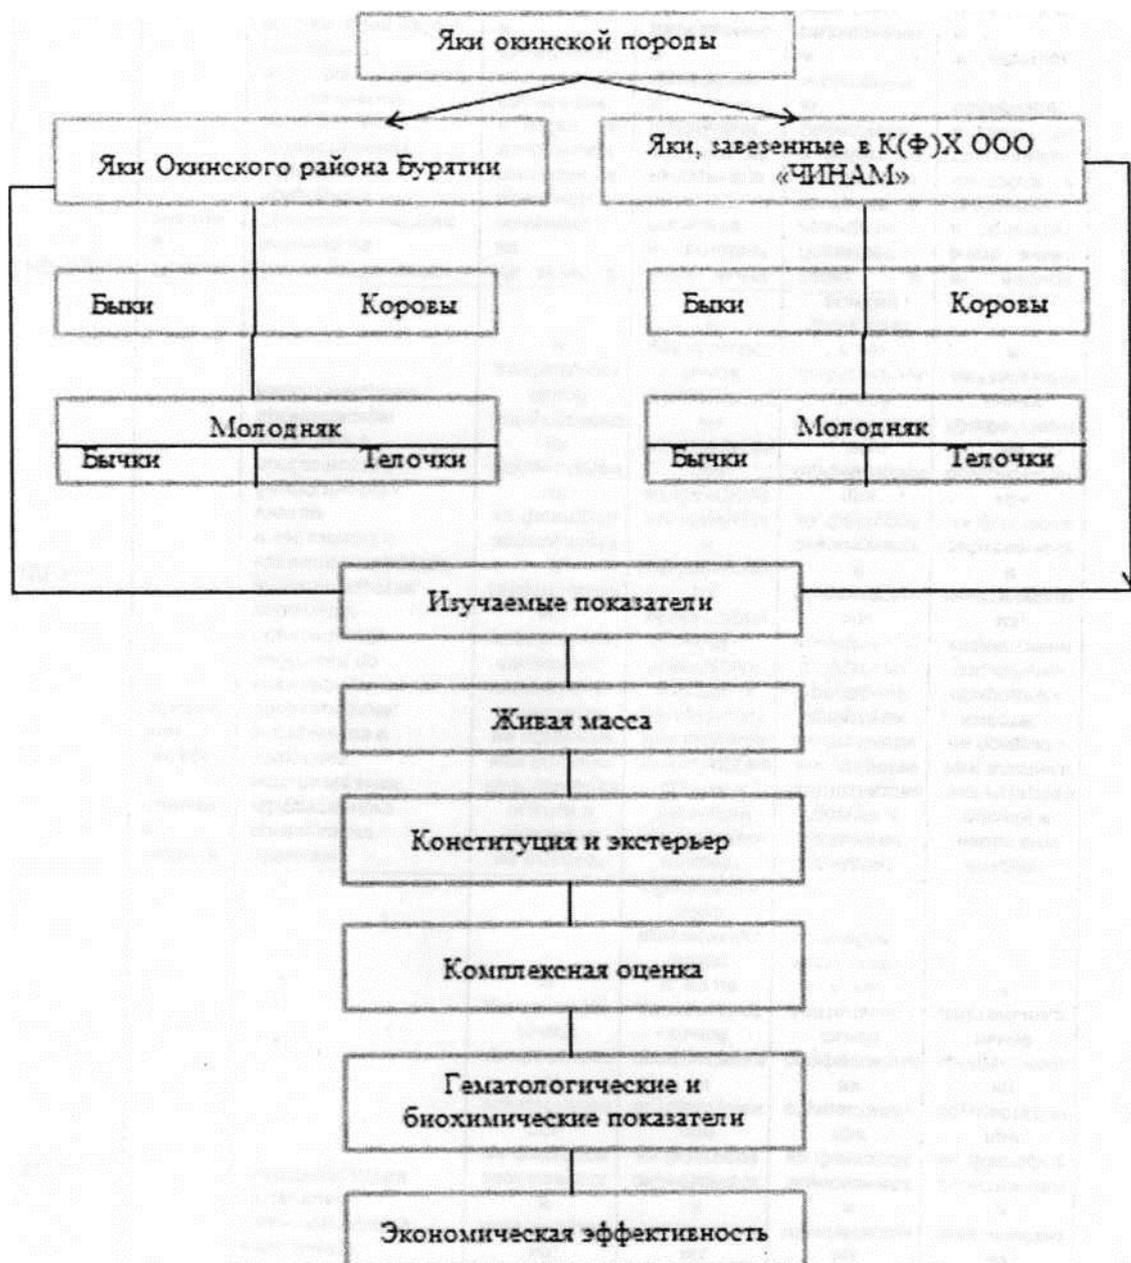 Яки окинской породы
Яки Окинского района Бурятии
Яки, завезенные в К(Ф)Х ООО
«ЧИНАМ»
Быки Коровы
Быки Коровы
Молодняк
Бычки Телочки
Молодняк
Бычки Телочки
Изучаемые показатели
Живая масса
Конституция и экстерьер
Комплексная оценка
Гематологические и
биохимические показатели
Экономическая эффективность